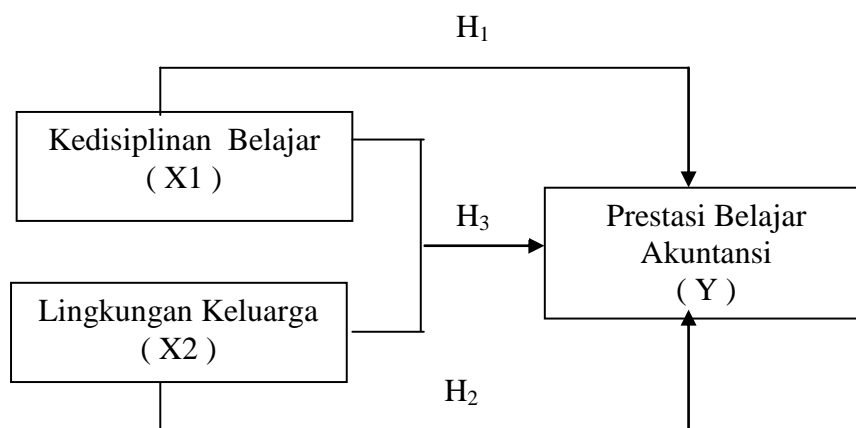 H₁
Kedisiplinan Belajar
( X1 )
H₃
Prestasi Belajar
Akuntansi
( Y )
Lingkungan Keluarga
( X2 )
H₂